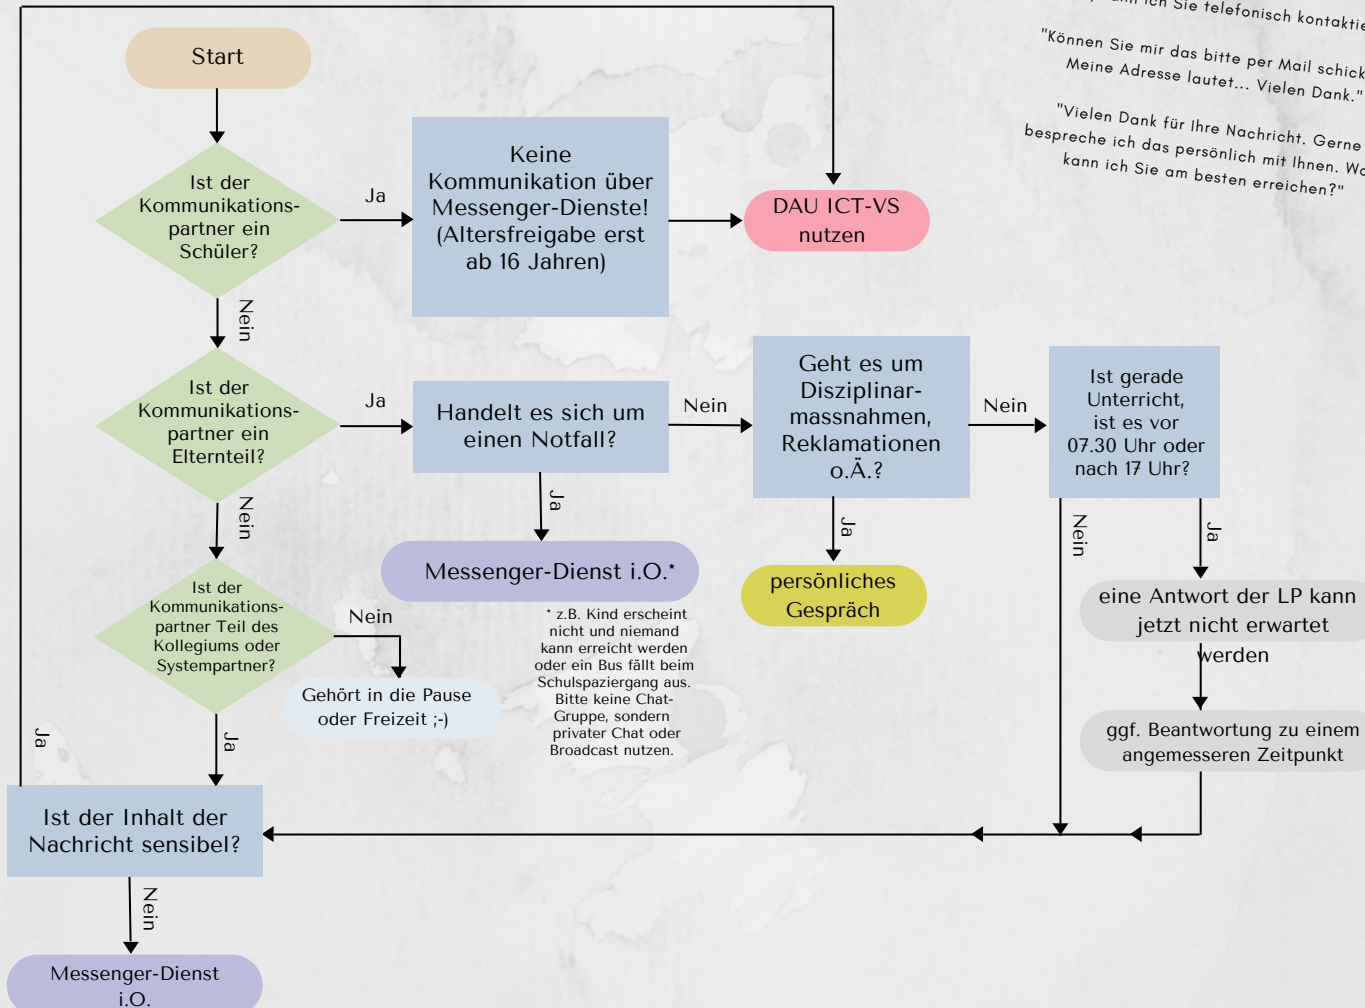 ich Sie telefonisch
"Können Sie mir das bitte per Mail
Meine Adresse lautet... Vielen Dank."
"Vielen Dank für Ihre Nachricht. Gerne
bespreche ich das persönlich mit Ihnen.
kann ich Sie am besten erreichen?"
Start
Ist der
Kommunikations-
partner ein
Schüler?
Ja
Keine
Kommunikation über
Messenger-Dienste!
(Altersfreigabe erst
ab 16 Jahren)
DAU ICT-VS
nutzen
Nein
Ist der
Kommunikations-
partner ein
Elternteil?
Ja
Handelt es sich um
einen Notfall?
Nein
Geht es um
Disziplinar-
massnahmen,
Reklamationen
o.Ä.?
Nein
Ist gerade
Unterricht,
ist es vor
07.30 Uhr oder
nach 17 Uhr?
Nein
Ja
Ja
Nein
Ja
Messenger-Dienst i.O.*
* z.B. Kind erscheint
nicht und niemand
kann erreicht werden
oder ein Bus fällt beim
Schulspaziergang aus.
Bitte keine Chat-
Gruppe, sondern
privater Chat oder
Broadcast nutzen.
persönliches
Gespräch
eine Antwort der LP kann
jetzt nicht erwartet
werden
ggf. Beantwortung zu einem
angemesseren Zeitpunkt
Ist der
Kommunikations-
partner Teil des
Kollegiums oder
Systempartner?
Nein
Gehört in die Pause
oder Freizeit ;-)
Ja
Ja
Ist der Inhalt der
Nachricht sensibel?
Nein
Messenger-Dienst
i.O.